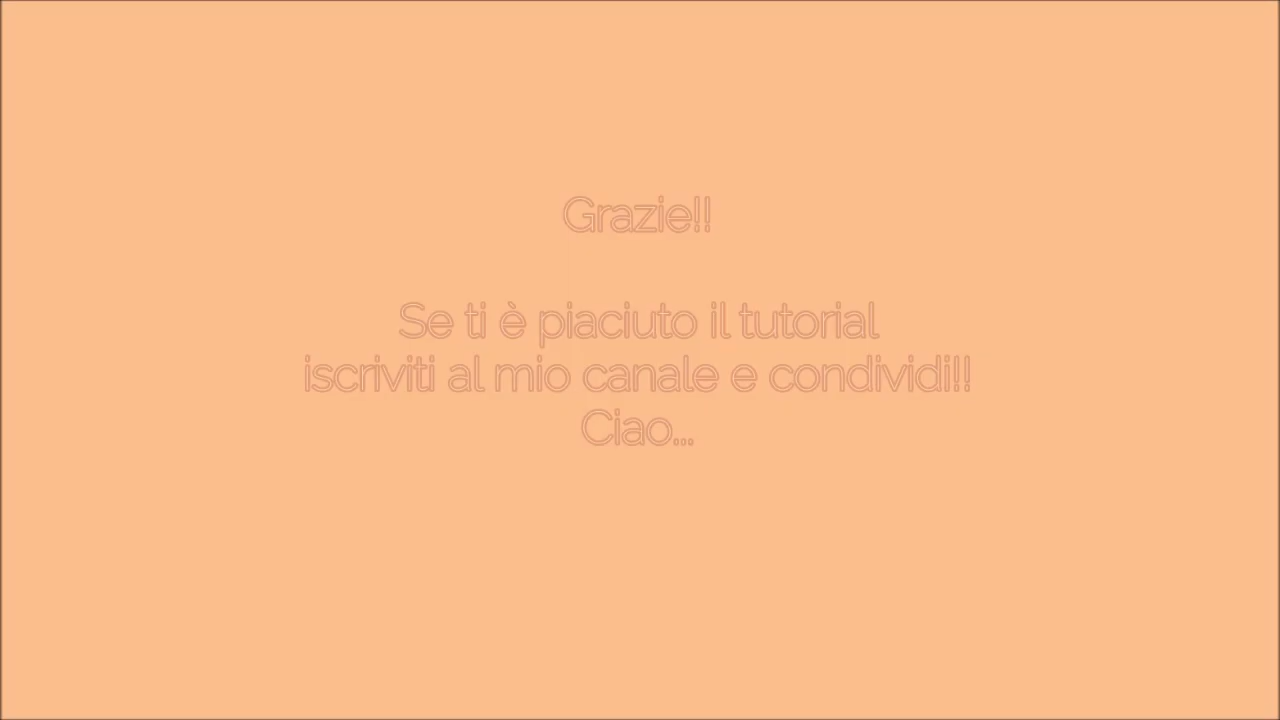 Grazie!!
Se ti è piaciuto il tutorial
iscriviti al mio canale e condividi!!
Ciao...